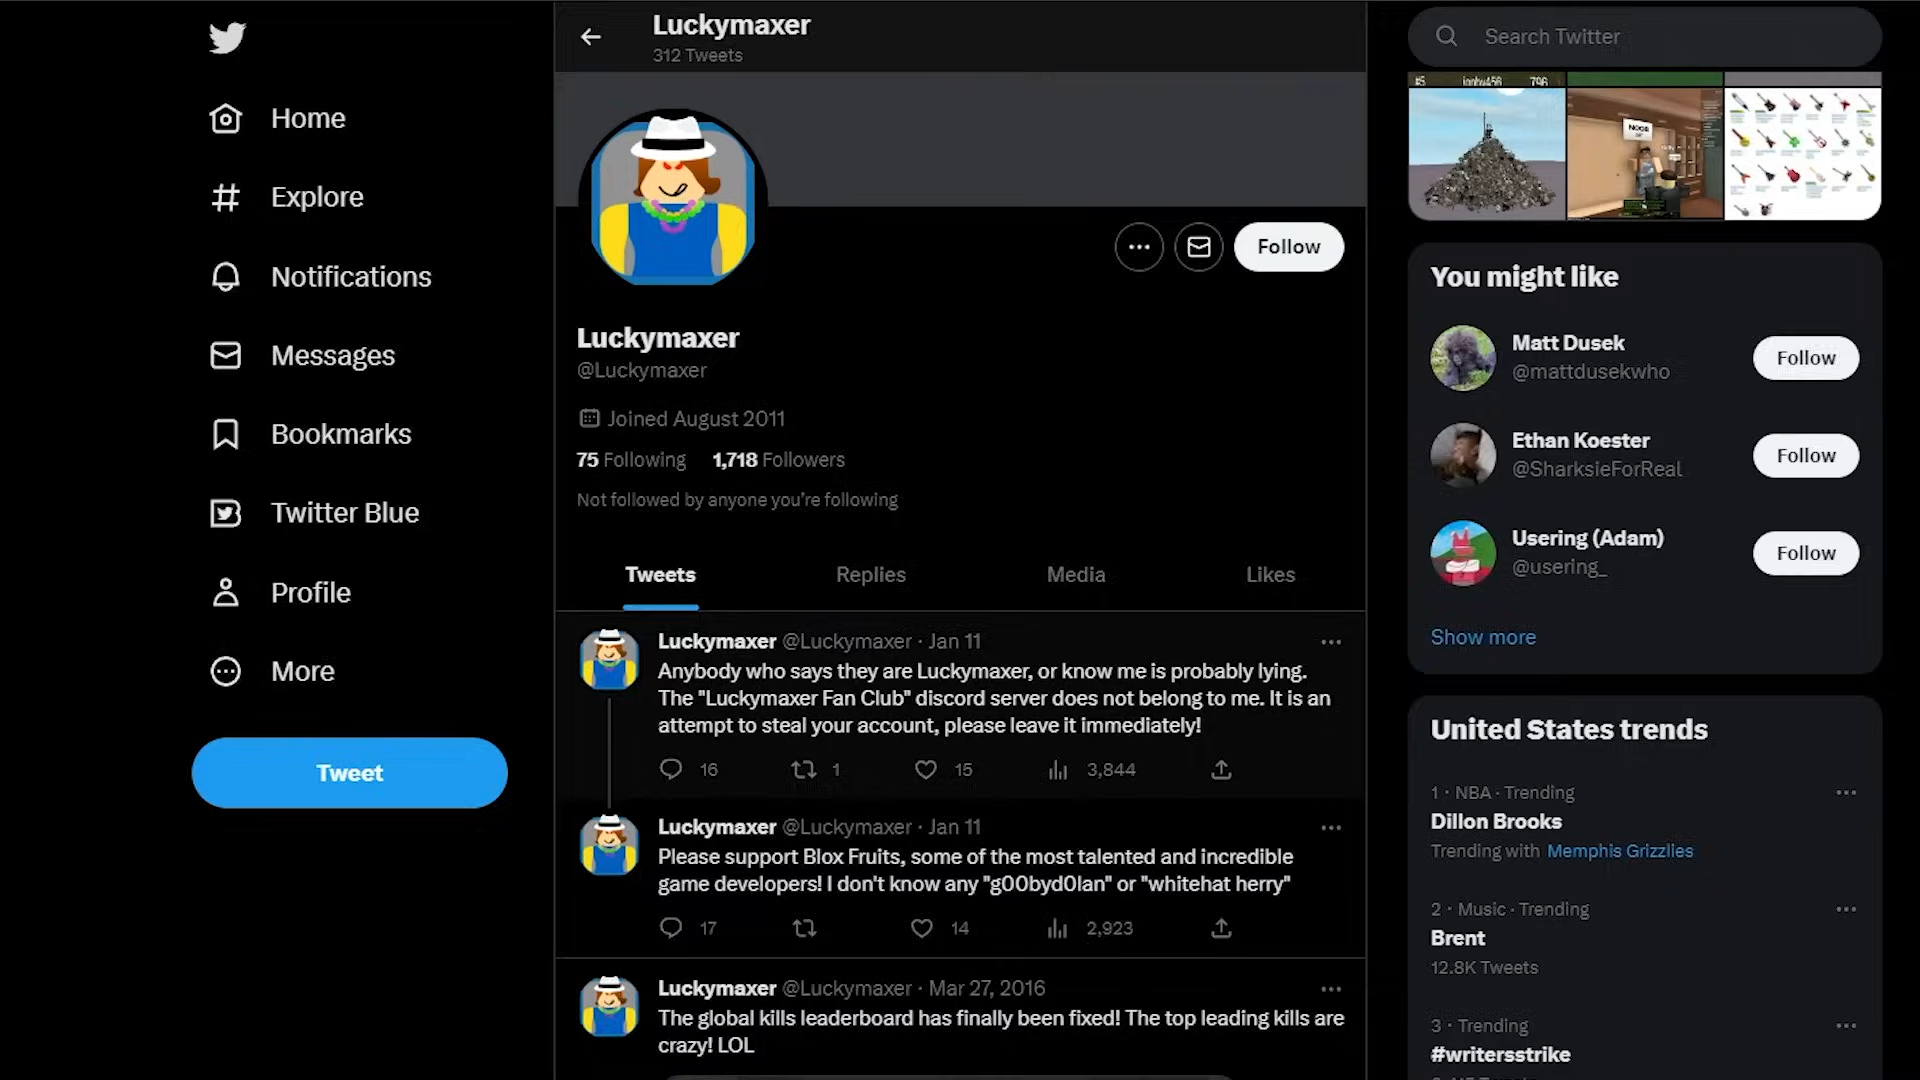 Luckymaxer
312 Tweets
Home
Explore
Notifications
Messages
Bookmarks
Twitter Blue
Profile
More
Tweet
Follow
Luckymaxer
@Luckymaxer
Joined August 2011
75 Following 1,718 Followers
Not followed by anyone you're following
Tweets Replies Media Likes
Luckymaxer @Luckymaxer · Jan 11
Anybody who says they are Luckymaxer, or know me is probably lying.
The "Luckymaxer Fan Club" discord server does not belong to me. It is an
attempt to steal your account, please leave it immediately!
16 1 15 3,844
Luckymaxer @Luckymaxer · Jan 11
Please support Blox Fruits, some of the most talented and incredible
game developers! I don't know any "g00byd0lan" or "whitehat herry"
17 14 2,923
Luckymaxer @Luckymaxer · Mar 27, 2016
The global kills leaderboard has finally been fixed! The top leading kills are
crazy! LOL
Search Twitter
#5 796
NOOB
You might like
Matt Dusek
@mattdusekwho
Follow
Ethan Koester
@SharksieForReal
Follow
Usering (Adam)
@usering_
Follow
Show more
United States trends
1 · NBA · Trending
Dillon Brooks
Trending with Memphis Grizzlies
2 · Music · Trending
Brent
12.8K Tweets
3 · Trending
#writersstrike